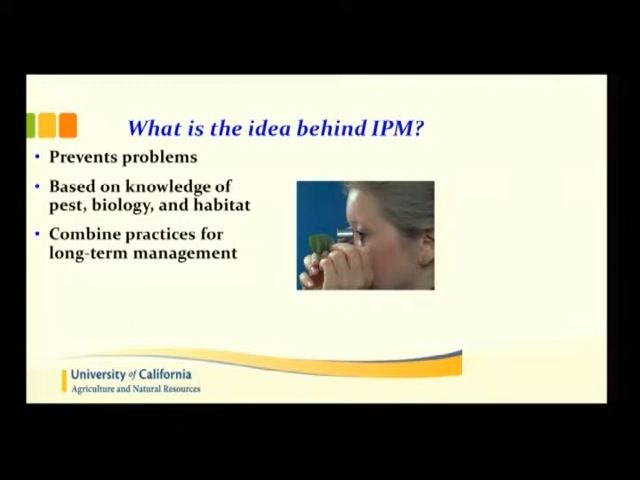 What is the idea behind IPM?
• Prevents problems
• Based on knowledge of
pest, biology, and habitat
• Combine practices for
long-term management
University of California
Agriculture and Natural Resources